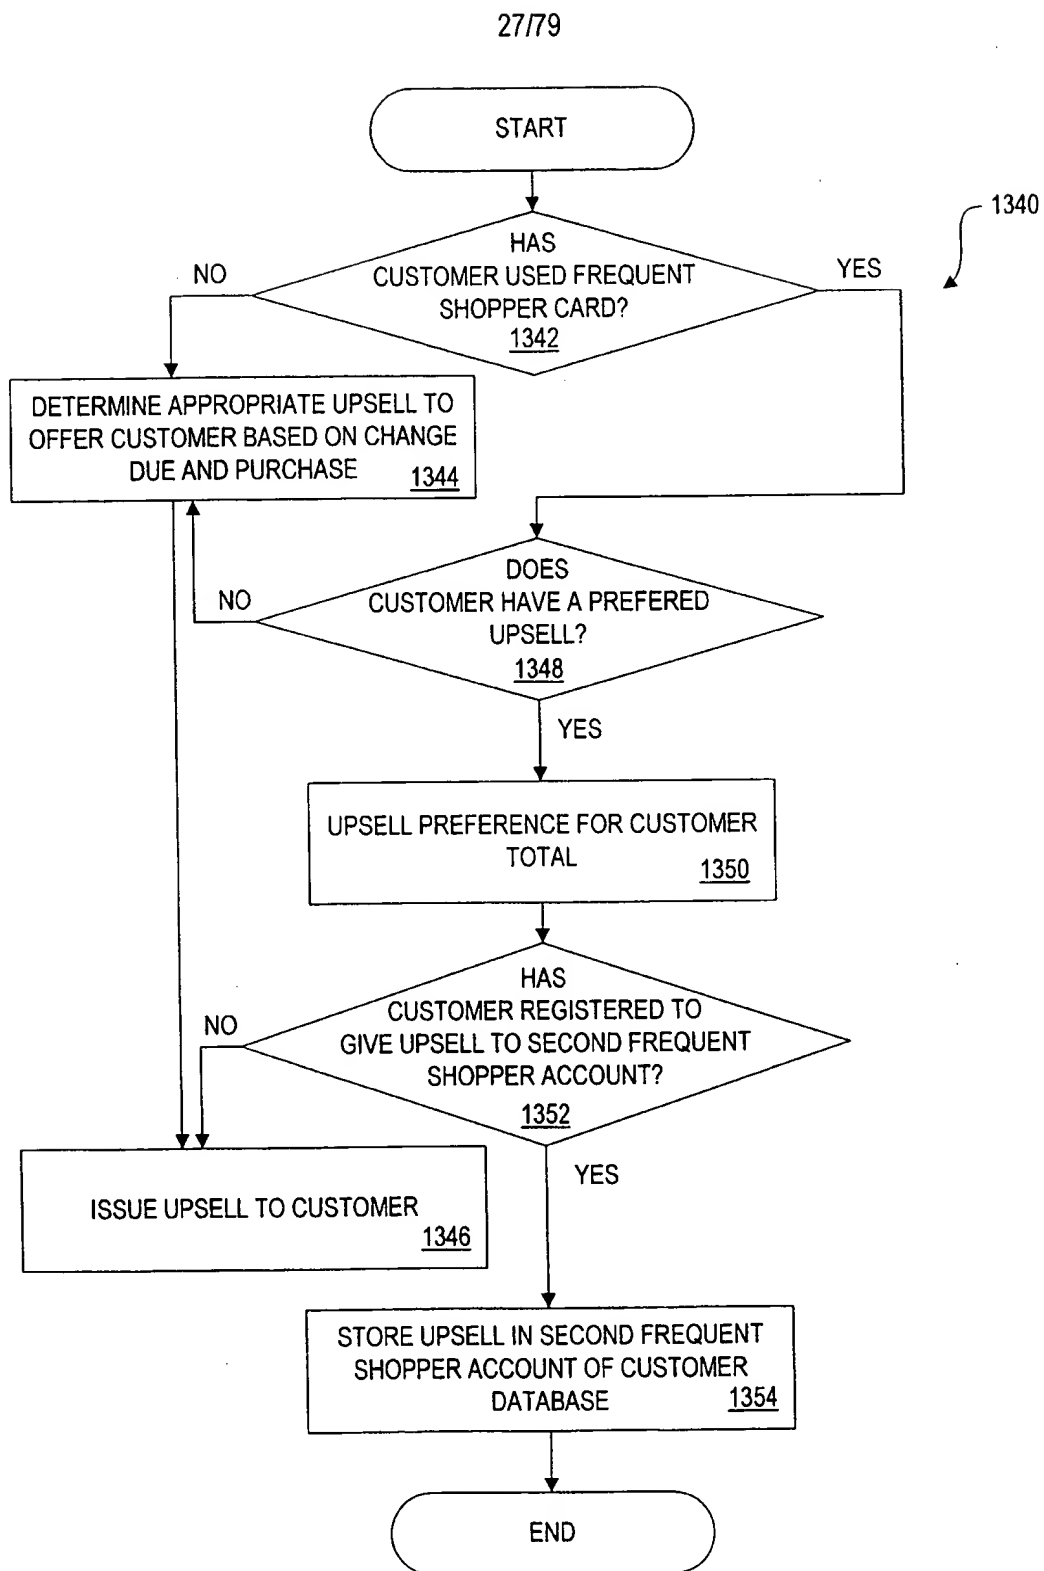 27/79
START
1340
HAS
CUSTOMER USED FREQUENT
SHOPPER CARD?
1342
NO
YES
DETERMINE APPROPRIATE UPSELL TO
OFFER CUSTOMER BASED ON CHANGE
DUE AND PURCHASE
1344
DOES
CUSTOMER HAVE A PREFERED
UPSELL?
1348
NO
YES
UPSELL PREFERENCE FOR CUSTOMER
TOTAL
1350
HAS
CUSTOMER REGISTERED TO
GIVE UPSELL TO SECOND FREQUENT
SHOPPER ACCOUNT?
1352
NO
YES
ISSUE UPSELL TO CUSTOMER
1346
STORE UPSELL IN SECOND FREQUENT
SHOPPER ACCOUNT OF CUSTOMER
DATABASE
1354
END